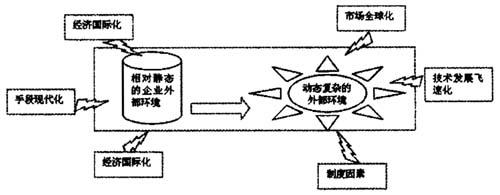 经济国际化
市场全球化
相对静态
的企业外
部环境
动态复杂的
外部环境
手段现代化
技术发展飞
速化
经济国际化
制度因素